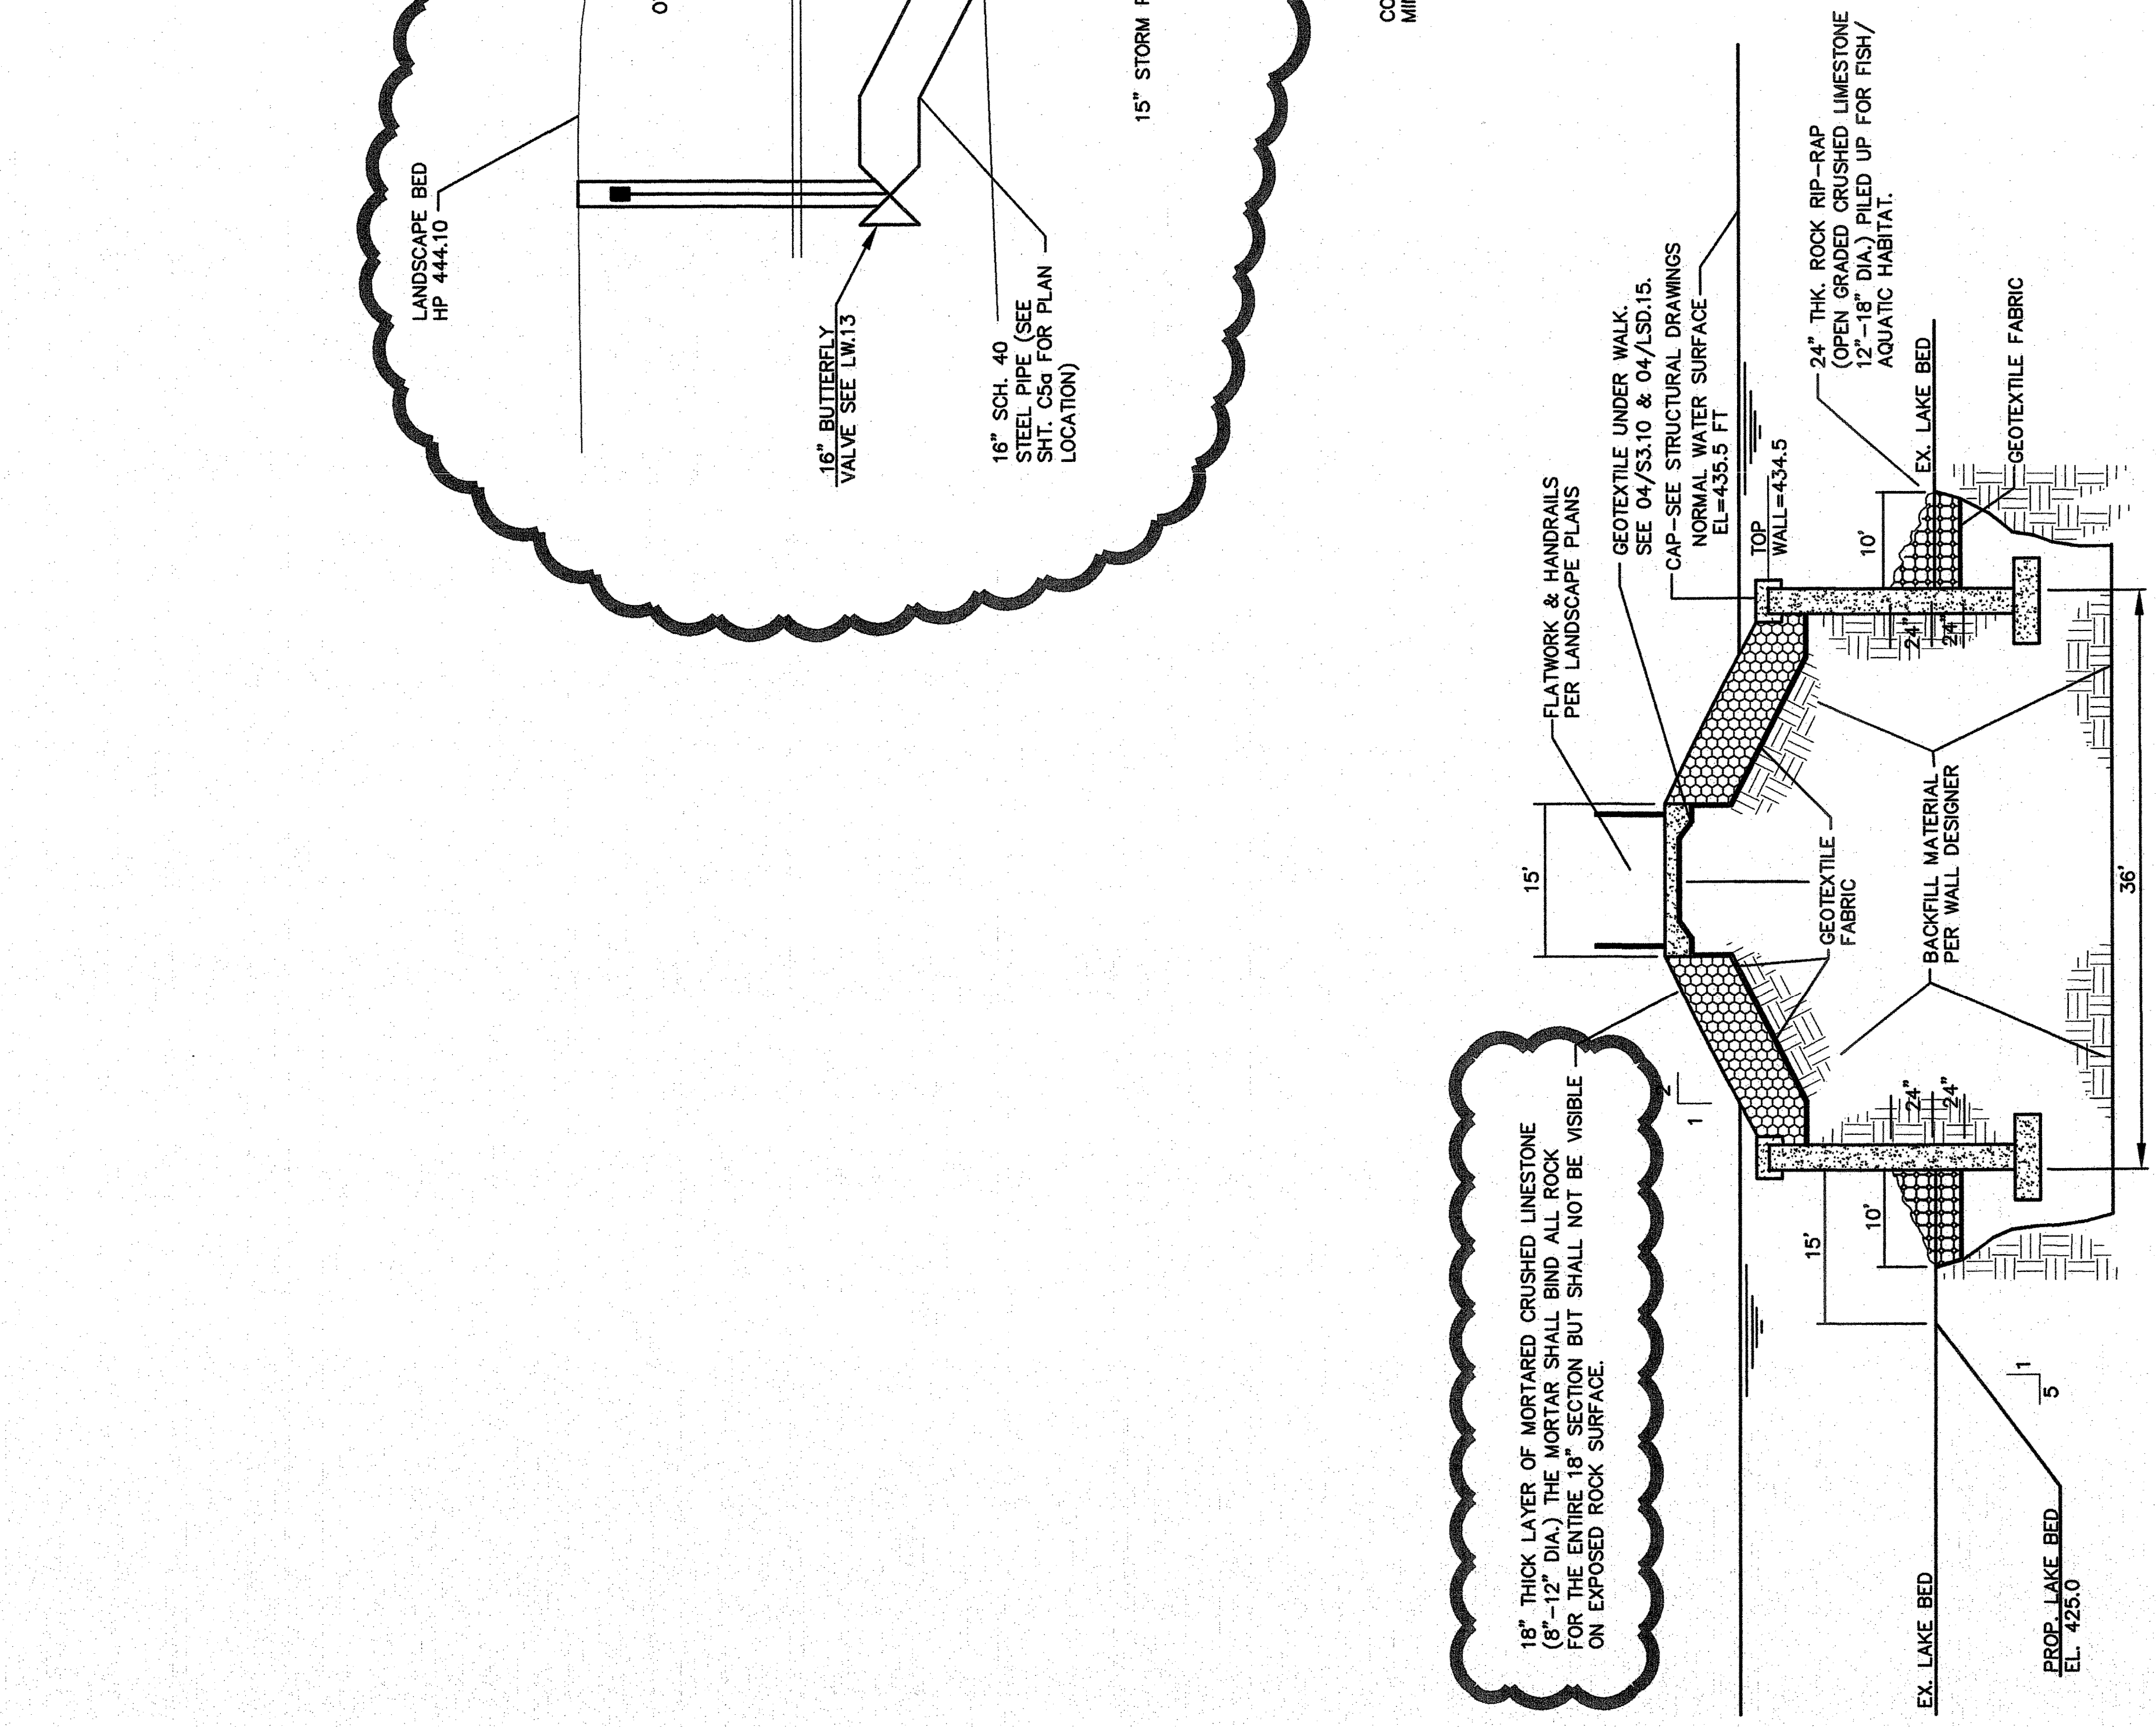 LANDSCAPE BED
HP 444.10
16" BUTTERFLY
VALVE SEE LW.13
16" SCH. 40
STEEL PIPE (SEE
SHT. C5a FOR PLAN
LOCATION)
15" STORM
18" THICK LAYER OF MORTARED CRUSHED LINESTONE
(8"-12" DIA.) THE MORTAR SHALL BIND ALL ROCK
FOR THE ENTIRE 18" SECTION BUT SHALL NOT BE VISIBLE
ON EXPOSED ROCK SURFACE.
2
1
15'
FLATWORK & HANDRAILS
PER LANDSCAPE PLANS
GEOTEXTILE UNDER WALK.
SEE 04/S3.10 & 04/LSD.15.
CAP-SEE STRUCTURAL DRAWINGS
NORMAL WATER SURFACE
EL=435.5 FT
TOP
WALL=434.5
24" THK. ROCK RIP-RAP
(OPEN GRADED CRUSHED LIMESTONE
12"-18" DIA.) PILED UP FOR FISH/
AQUATIC HABITAT.
15'
10'
24"
24"
GEOTEXTILE
FABRIC
24"
24"
10'
EX. LAKE BED
EX. LAKE BED
BACKFILL MATERIAL
PER WALL DESIGNER
GEOTEXTILE FABRIC
1
5
PROP. LAKE BED
EL. 425.0
36'